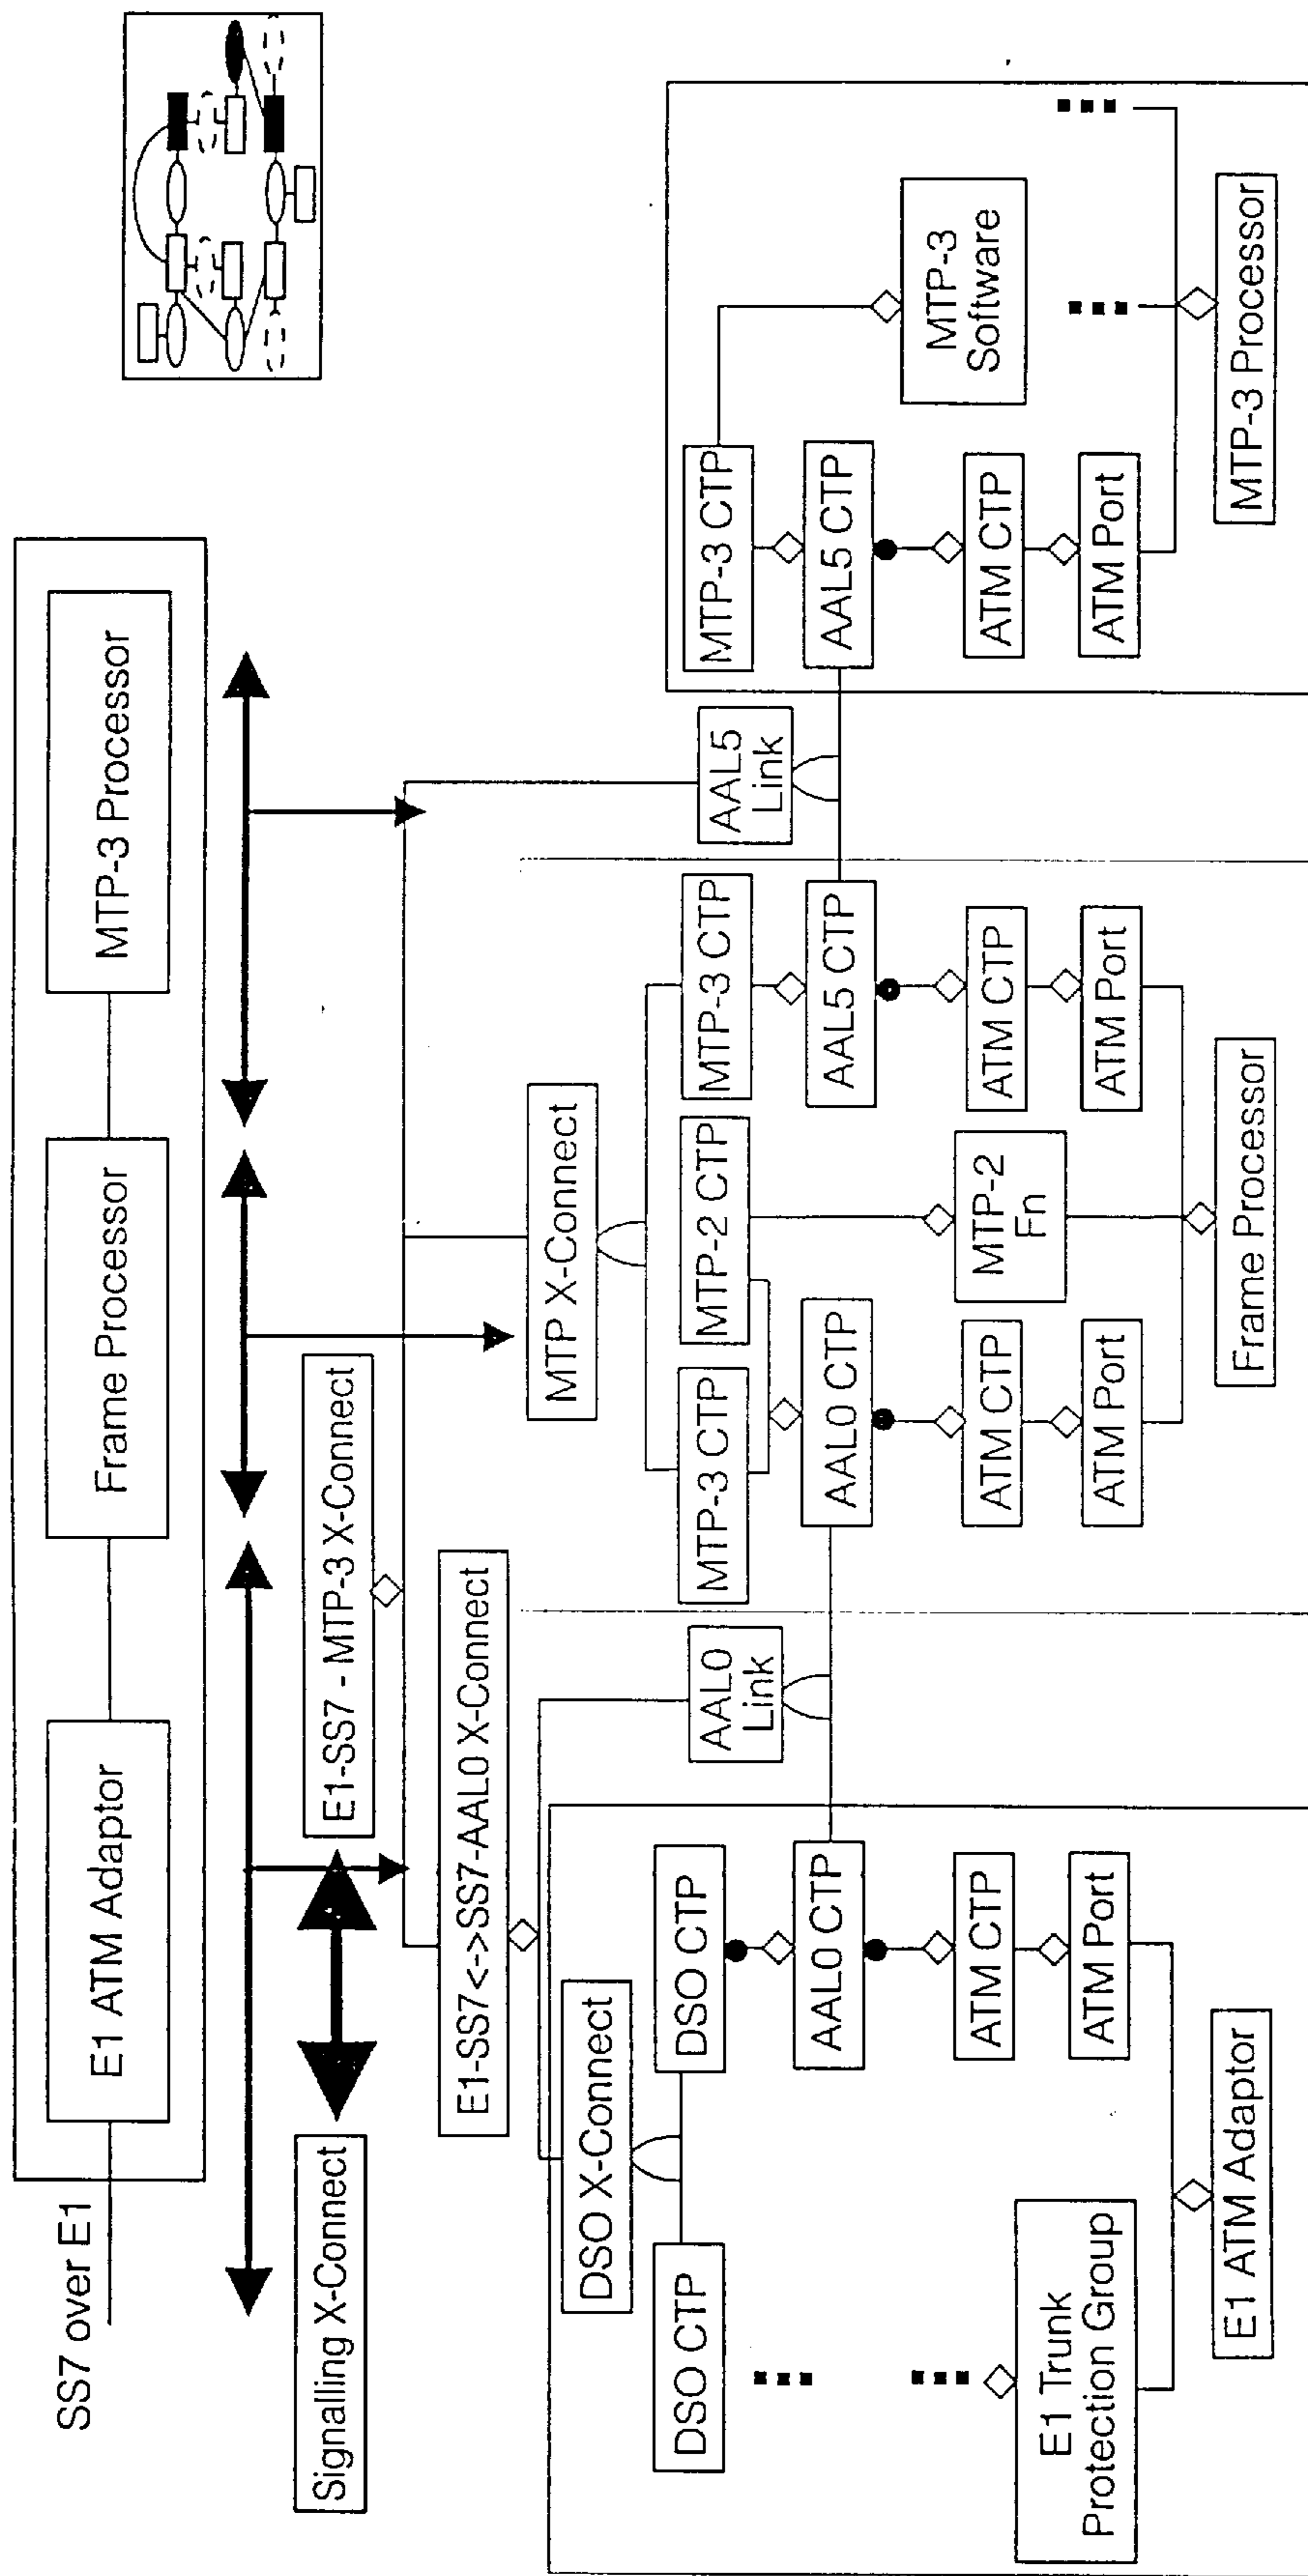 SS7 over E1
E1 ATM Adaptor
Frame Processor
MTP-3 Processor
Signalling X-Connect
E1-SS7 - MTP-3 X-Connect
E1-SS7<->SS7-AAL0 X-Connect
MTP X-Connect
DSO X-Connect
DSO CTP
DSO CTP
AAL0
Link
MTP-3 CTP
MTP-2 CTP
MTP-3 CTP
AAL5
Link
MTP-3 CTP
AAL0 CTP
AAL0 CTP
AAL5 CTP
AAL5 CTP
MTP-3
Software
ATM CTP
ATM CTP
MTP-2
Fn
ATM CTP
ATM CTP
E1 Trunk
Protection Group
ATM Port
ATM Port
ATM Port
ATM Port
E1 ATM Adaptor
Frame Processor
MTP-3 Processor